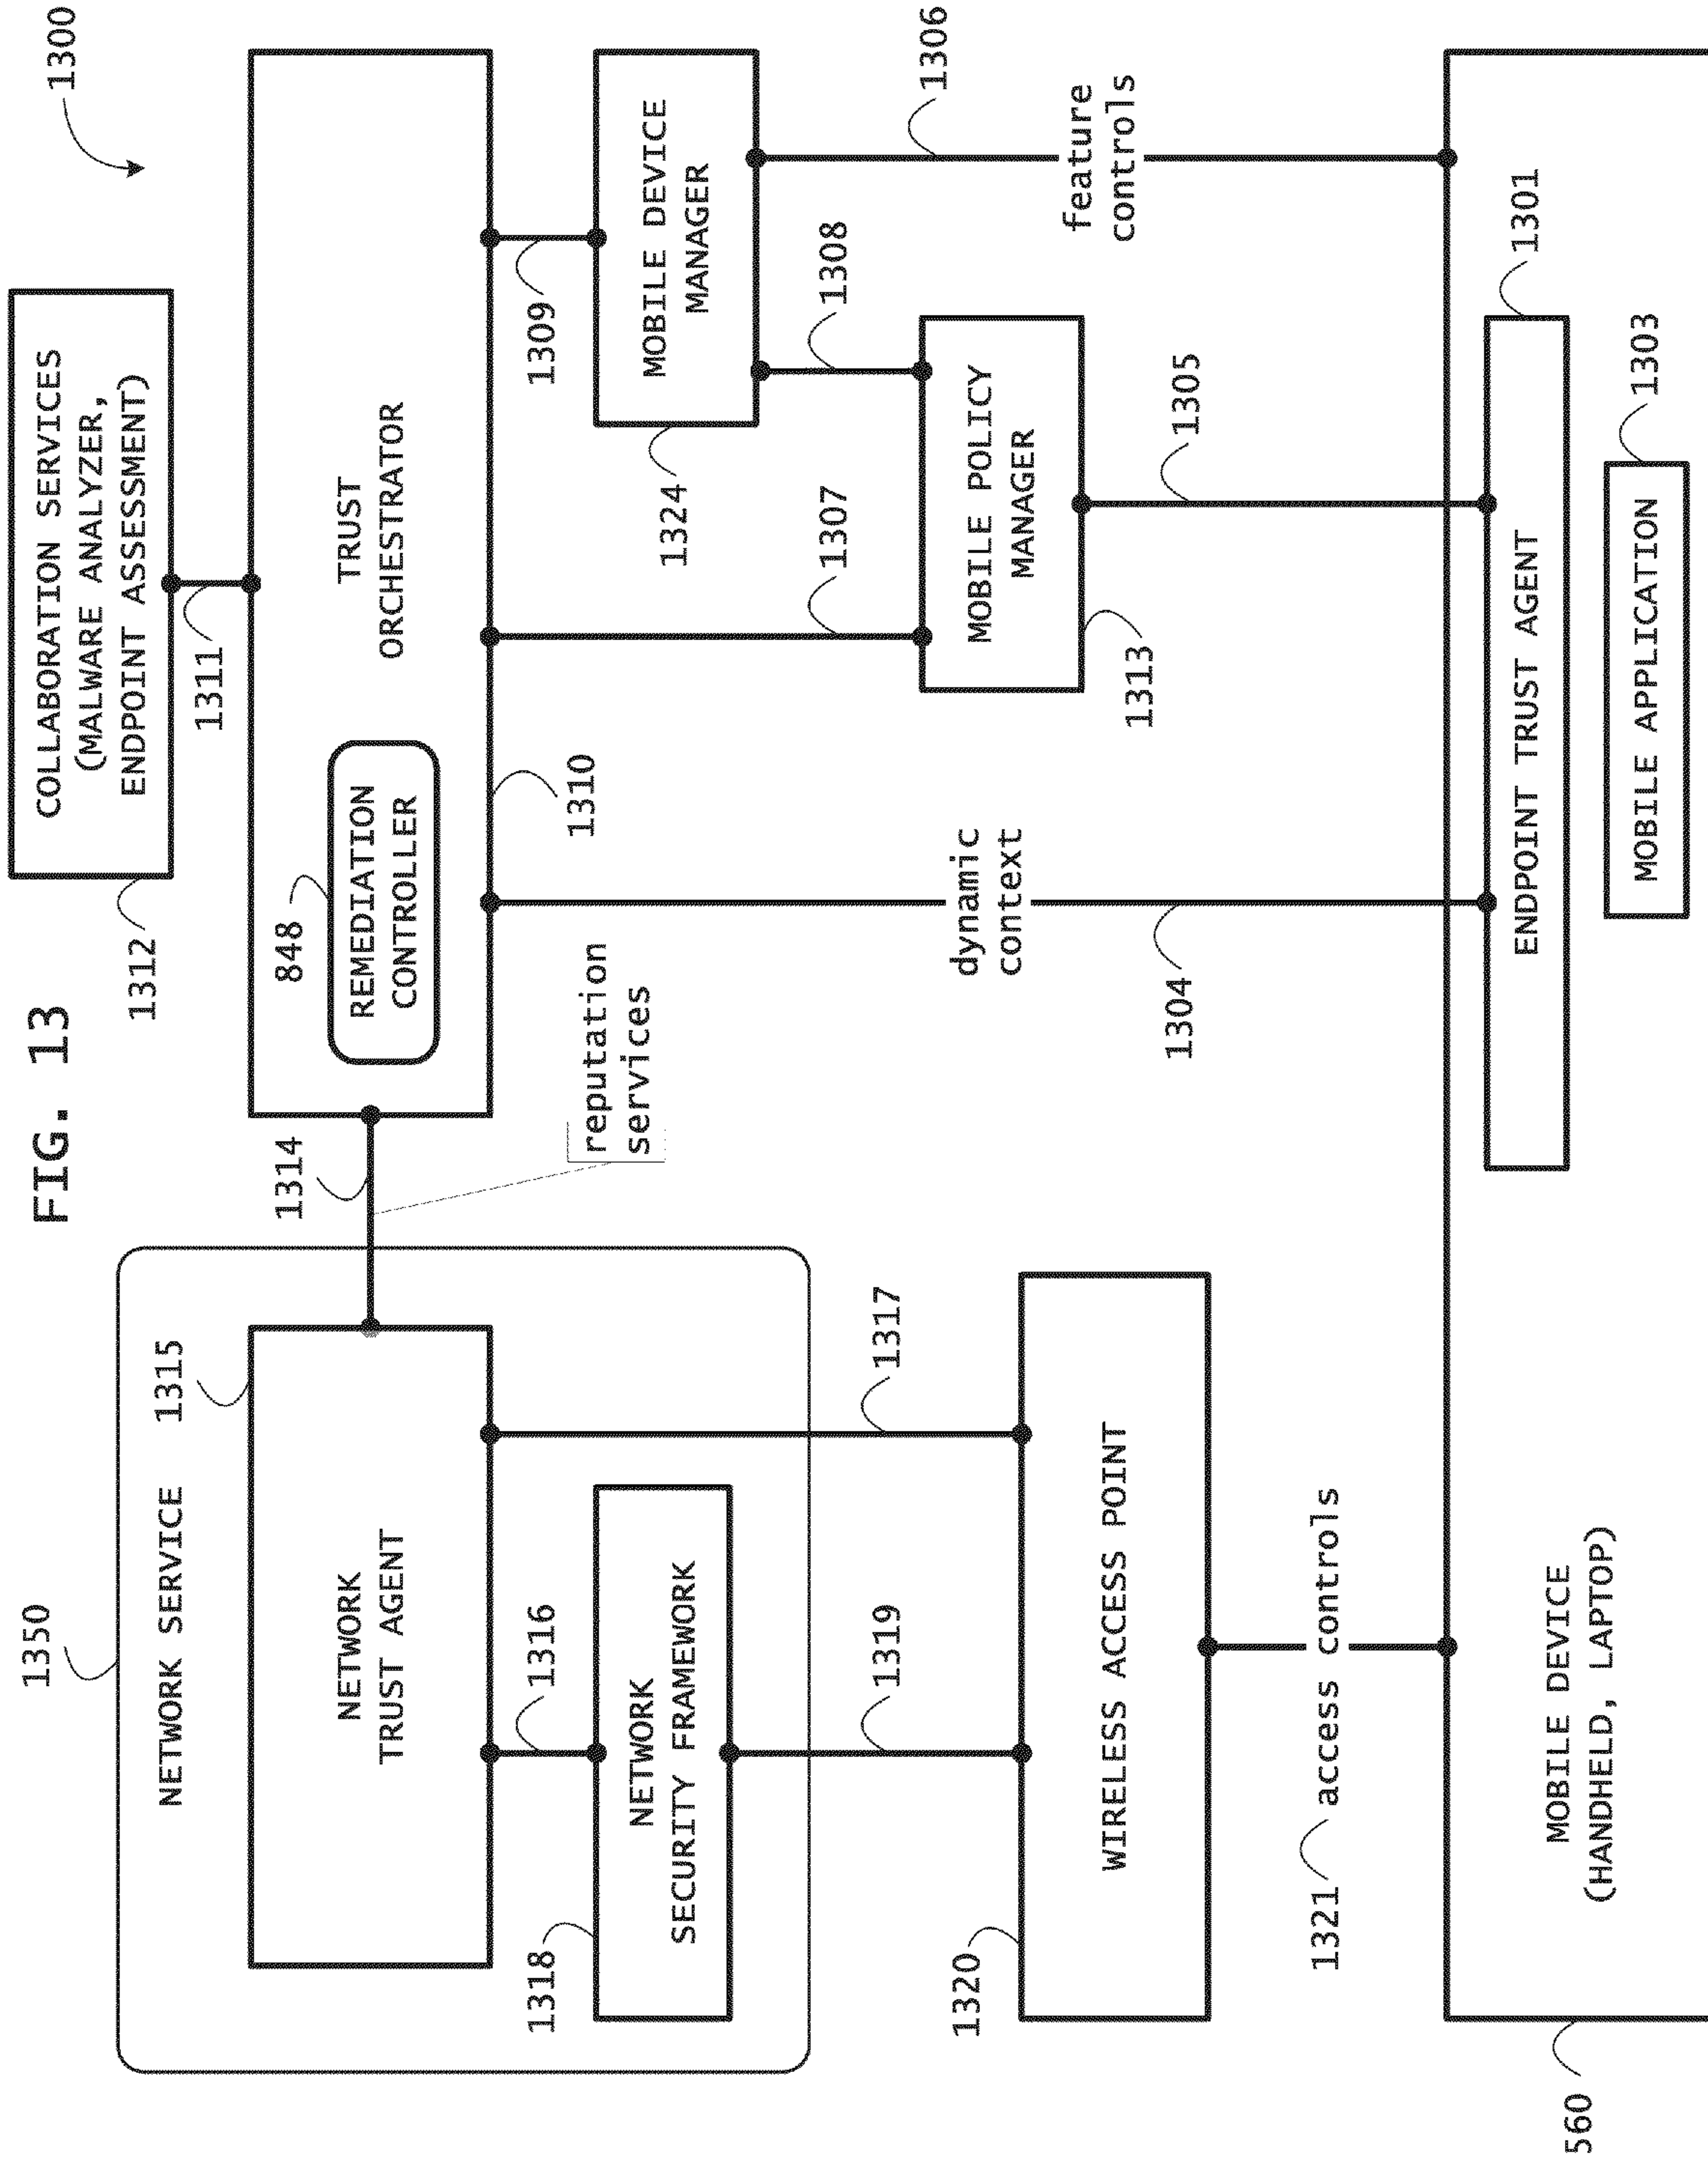 FIG. 13
1300
1350
NETWORK SERVICE
1315
NETWORK
TRUST AGENT
1316
1318
NETWORK
SECURITY FRAMEWORK
1317
1319
1320
WIRELESS ACCESS POINT
1321
access controls
560
MOBILE DEVICE
(HANDHELD, LAPTOP)
1314
reputation
services
1312
COLLABORATION SERVICES
(MALWARE ANALYZER,
ENDPOINT ASSESSMENT)
1311
848
REMEDIATION
CONTROLLER
TRUST
ORCHESTRATOR
1310
1309
1324
MOBILE DEVICE
MANAGER
1307
1308
1306
MOBILE POLICY
MANAGER
1313
dynamic
context
1304
1305
feature
controls
1301
ENDPOINT TRUST AGENT
MOBILE APPLICATION
1303